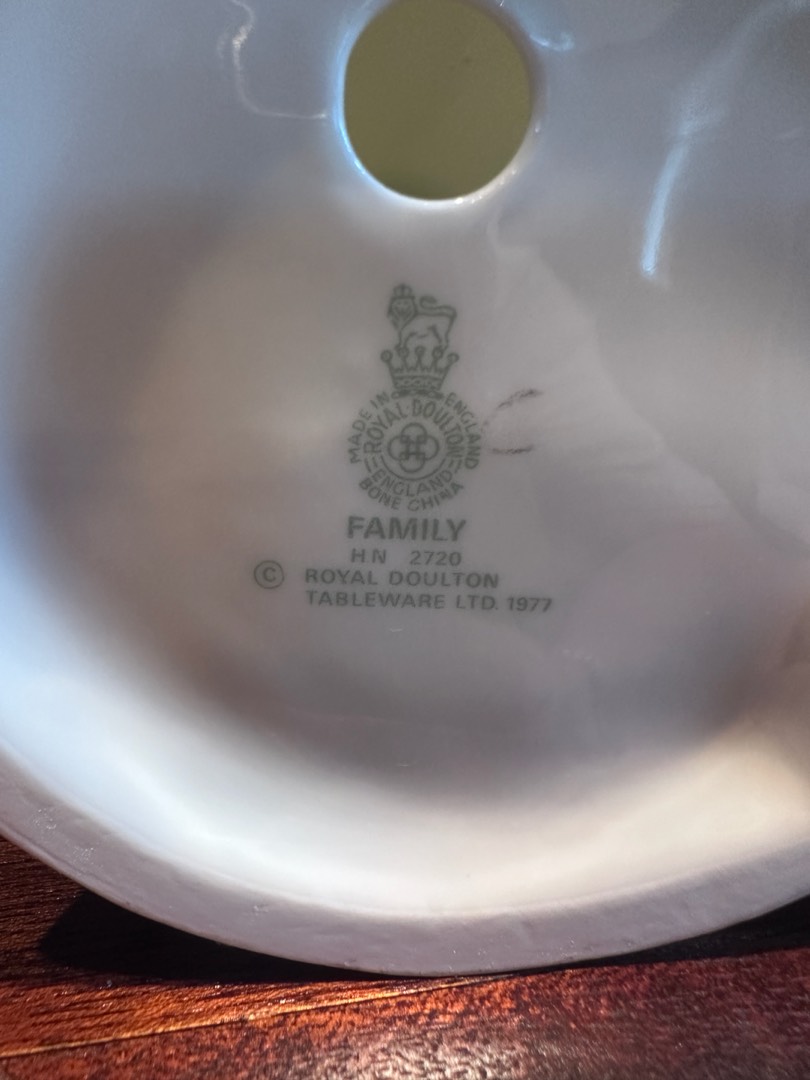 MADE IN ENGLAND
ROYAL DOULTON
ENGLAND
BONE CHINA
FAMILY
H.N 2720
© ROYAL DOULTON
TABLEWARE LTD. 1977